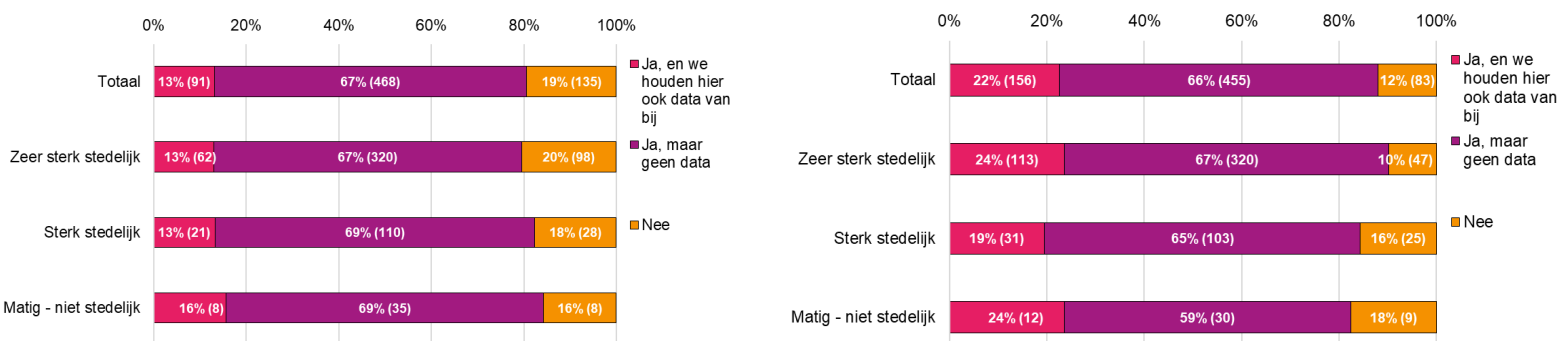 0% 20% 40% 60% 80% 100%
Totaal 13% (91) 67% (468) 19% (135)
Zeer sterk stedelijk 13% (62) 67% (320) 20% (98)
Sterk stedelijk 13% (21) 69% (110) 18% (28)
Matig - niet stedelijk 16% (8) 69% (35) 16% (8)
Ja, en we
houden hier
ook data van
bij
Ja, maar
geen data
Nee
0% 20% 40% 60% 80% 100%
Totaal 22% (156) 66% (455) 12% (83)
Zeer sterk stedelijk 24% (113) 67% (320) 10% (47)
Sterk stedelijk 19% (31) 65% (103) 16% (25)
Matig - niet stedelijk 24% (12) 59% (30) 18% (9)
Ja, en we
houden hier
ook data van
bij
Ja, maar
geen data
Nee